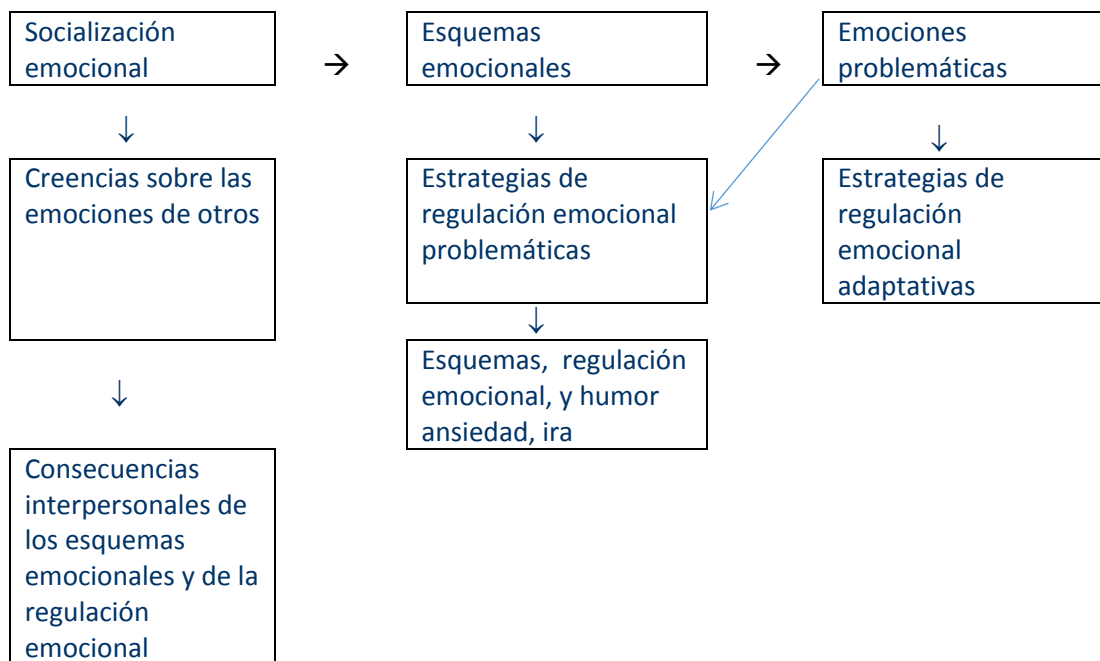 Socialización
emocional
→
Esquemas
emocionales
→
Emociones
problemáticas
↓
↓
↓
Creencias sobre las
emociones de otros
Estrategias de
regulación emocional
problemáticas
Estrategias de
regulación
emocional
adaptativas
↓
↓
Esquemas, regulación
emocional, y humor
ansiedad, ira
Consecuencias
interpersonales de
los esquemas
emocionales y de la
regulación
emocional